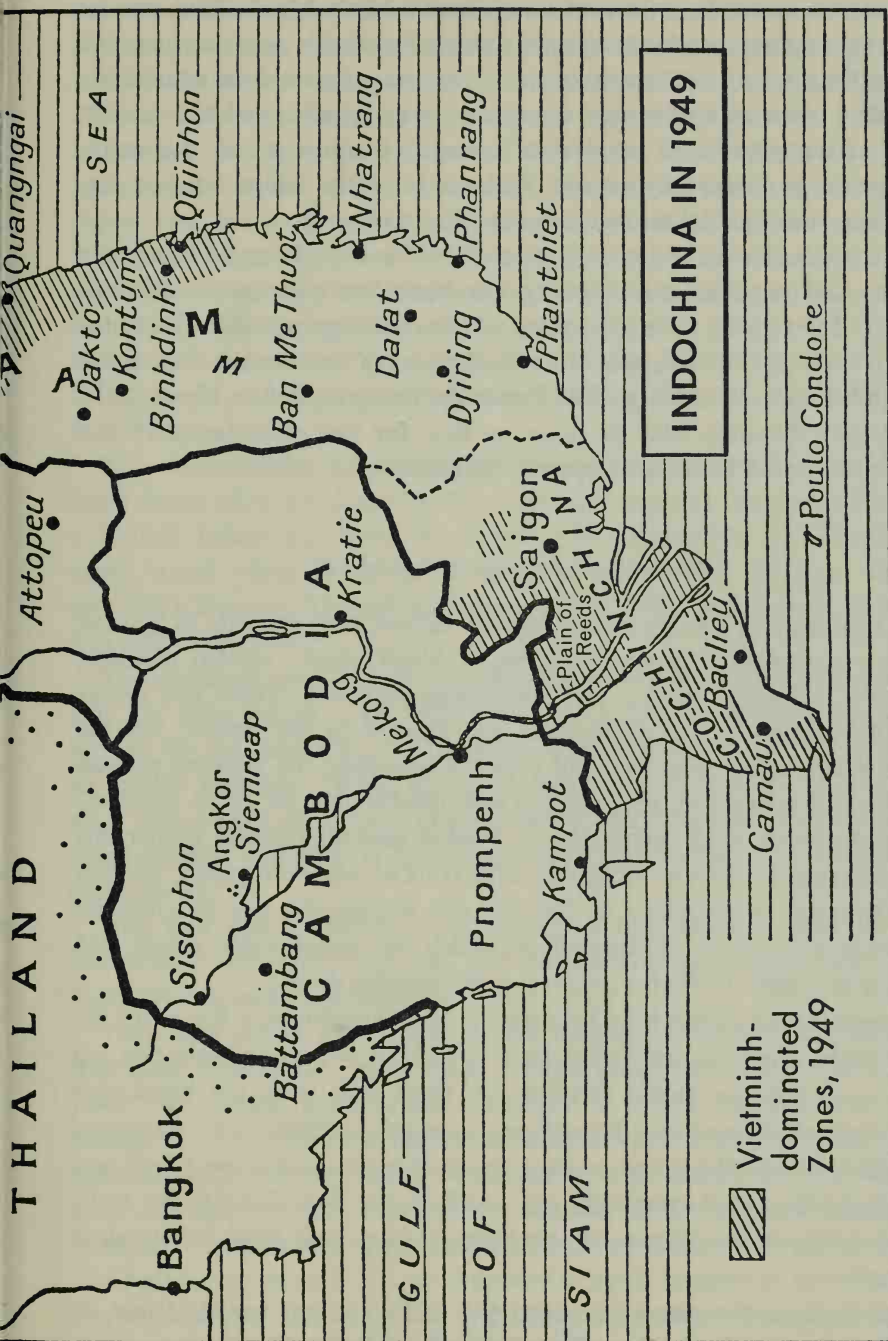 THAILAND
Bangkok
Sisophon
Angkor
Siemreap
Battambang
CAMBODIA
Mekong
Kratie
Attopeu
Pnompenh
Kampot
GULF
OF
SIAM
Quangngai
SEA
A
A
M
M
Dakto
Kontum
Binhdinh
Quinhon
Ban Me Thuot
Nhatrang
Dalat
Phanrang
Djiring
Phanthiet
Saigon
Plain of
Reeds
COCHINCHINA
Baclieu
Camau
Poulo Condore
INDOCHINA IN 1949
Vietminh-
dominated
Zones, 1949